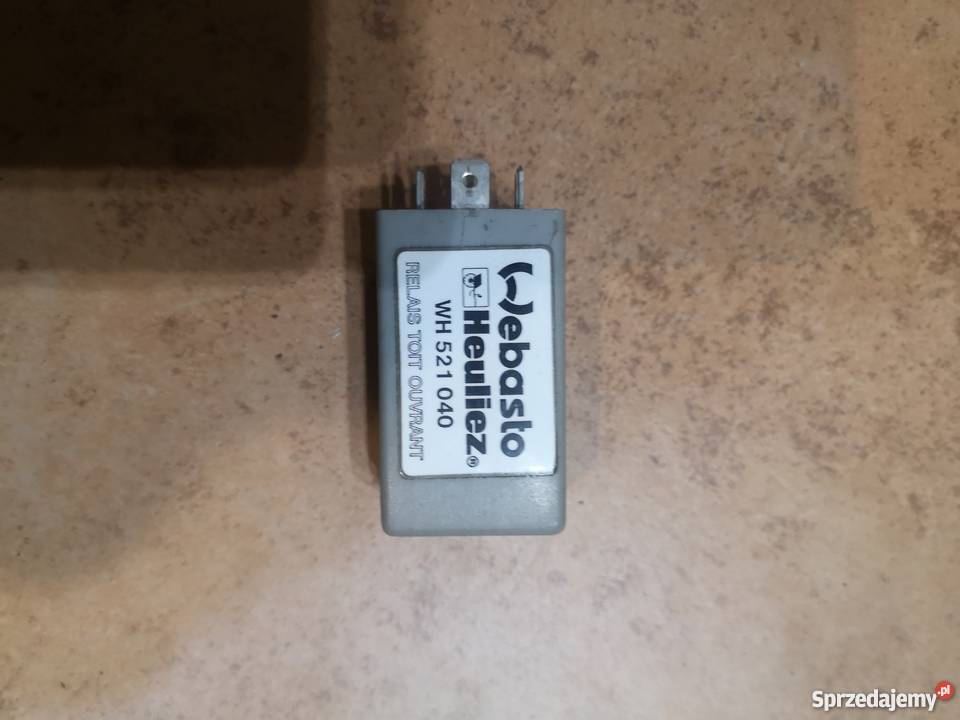 Webasto
Heuliez®
WH 521 040
RELAIS TOIT OUVRANT
Sprzedajemy.pl